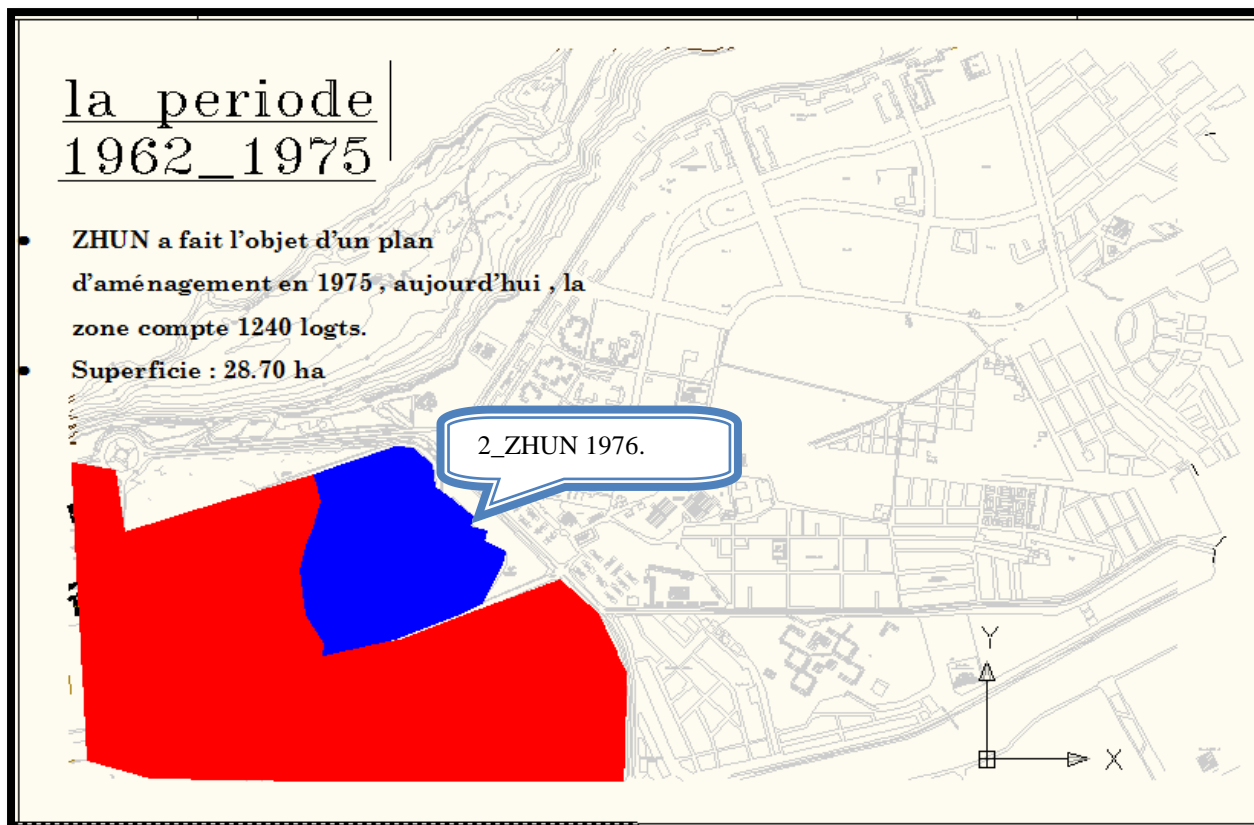 la periode
1962_1975
• ZHUN a fait l'objet d'un plan
d'aménagement en 1975 , aujourd'hui , la
zone compte 1240 logts.
• Superficie : 28.70 ha
2_ZHUN 1976.
Y
X